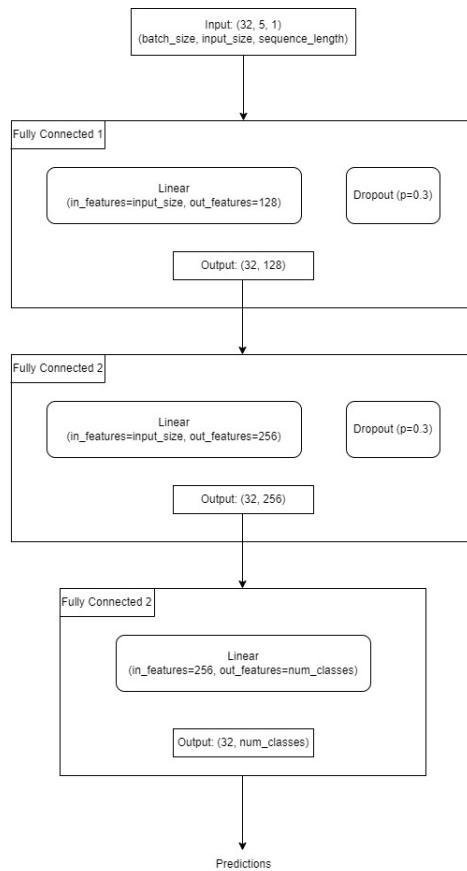 Input: (32, 5, 1)
(batch_size, input_size, sequence_length)
Fully Connected 1
Linear
(in_features=input_size, out_features=128)
Dropout (p=0.3)
Output: (32, 128)
Fully Connected 2
Linear
(in_features=input_size, out_features=256)
Dropout (p=0.3)
Output: (32, 256)
Fully Connected 2
Linear
(in_features=256, out_features=num_classes)
Output: (32, num_classes)
Predictions